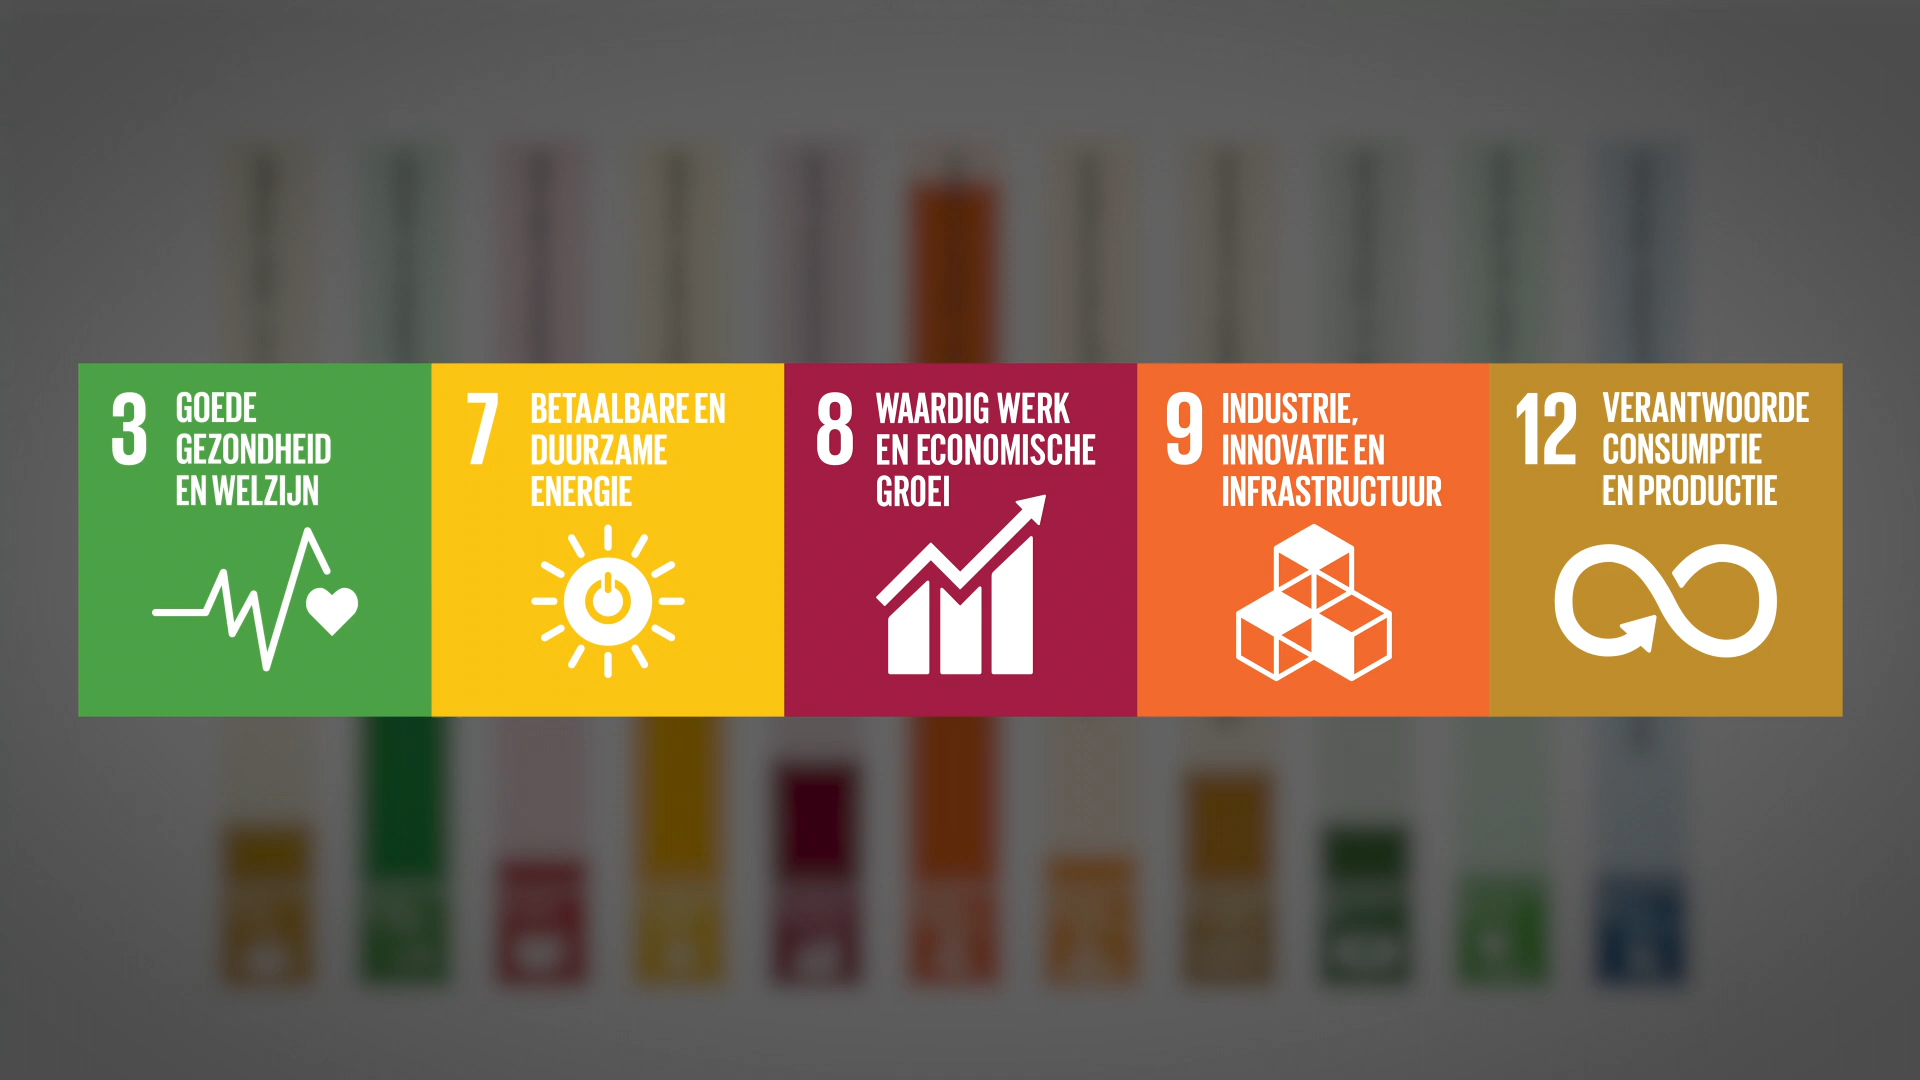 3
GOEDE
GEZONDHEID
EN WELZIJN
7
BETAALBARE EN
DUURZAME
ENERGIE
8
WAARDIG WERK
EN ECONOMISCHE
GROEI
9
INDUSTRIE,
INNOVATIE EN
INFRASTRUCTUUR
12
VERANTWOORDE
CONSUMPTIE
EN PRODUCTIE